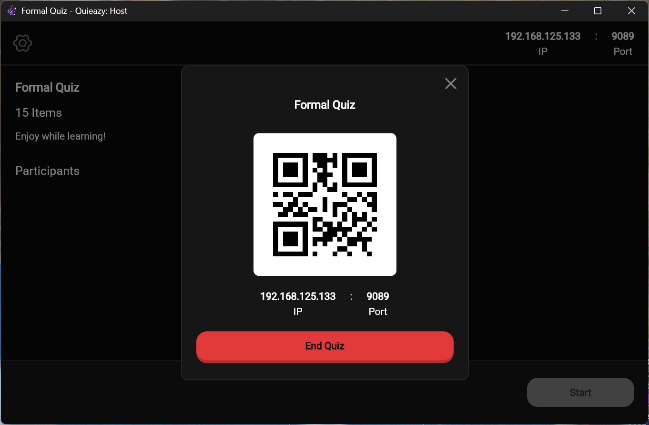 Formal Quiz - Quieazy: Host
192.168.125.133 : 9089
IP Port
Formal Quiz
15 Items
Enjoy while learning!
Participants
Formal Quiz
192.168.125.133 : 9089
IP Port
End Quiz
Start